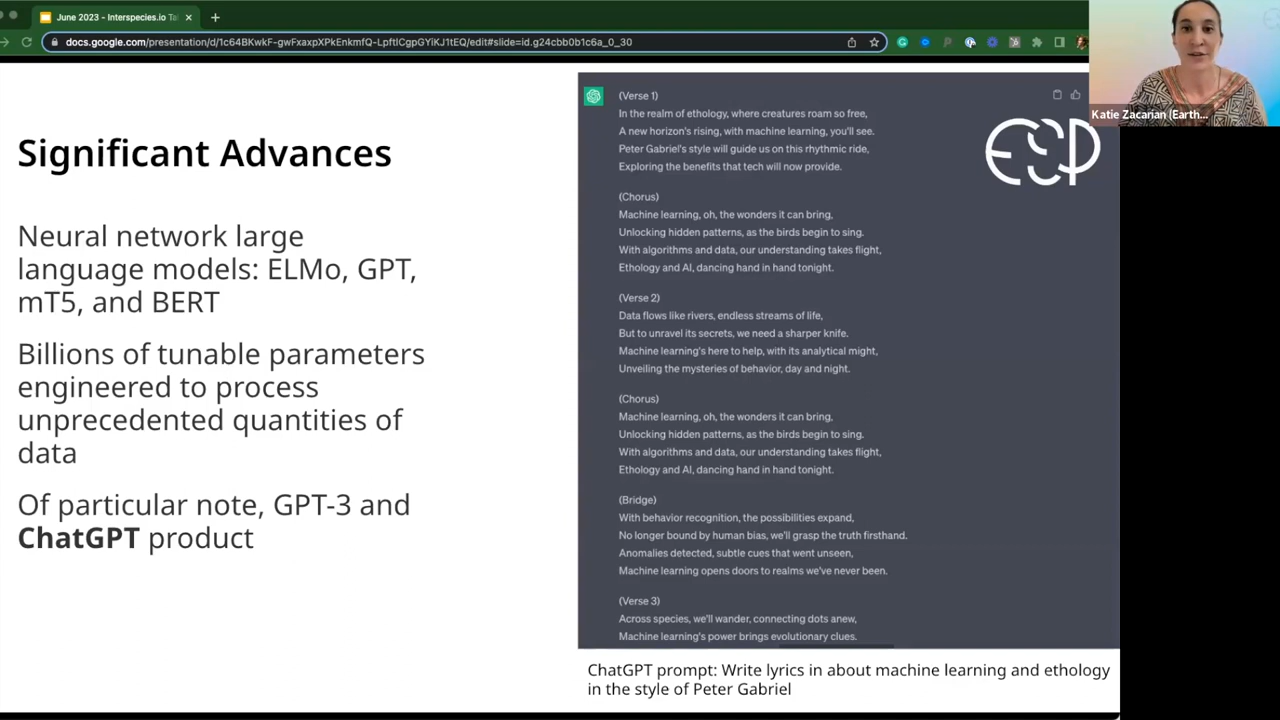 June 2023 - Interspecies.io Tal
docs.google.com/presentation/d/1c64BKwkF-gwFxaxpXPkEnkmfQ-LpftlCgpGYiKJ1tEQ/edit#slide=id.g24cbb0b1c6a_0_30
Katie Zacarian (Earth...
ESP
Significant Advances
Neural network large
language models: ELMo, GPT,
mT5, and BERT
Billions of tunable parameters
engineered to process
unprecedented quantities of
data
Of particular note, GPT-3 and
ChatGPT product
(Verse 1)
In the realm of ethology, where creatures roam so free,
A new horizon's rising, with machine learning, you'll see.
Peter Gabriel's style will guide us on this rhythmic ride,
Exploring the benefits that tech will now provide.
(Chorus)
Machine learning, oh, the wonders it can bring,
Unlocking hidden patterns, as the birds begin to sing.
With algorithms and data, our understanding takes flight,
Ethology and AI, dancing hand in hand tonight.
(Verse 2)
Data flows like rivers, endless streams of life,
But to unravel its secrets, we need a sharper knife.
Machine learning's here to help, with its analytical might,
Unveiling the mysteries of behavior, day and night.
(Chorus)
Machine learning, oh, the wonders it can bring,
Unlocking hidden patterns, as the birds begin to sing.
With algorithms and data, our understanding takes flight,
Ethology and AI, dancing hand in hand tonight.
(Bridge)
With behavior recognition, the possibilities expand,
No longer bound by human bias, we'll grasp the truth firsthand.
Anomalies detected, subtle cues that went unseen,
Machine learning opens doors to realms we've never been.
(Verse 3)
Across species, we'll wander, connecting dots anew,
Machine learning's power brings evolutionary clues.
ChatGPT prompt: Write lyrics in about machine learning and ethology
in the style of Peter Gabriel